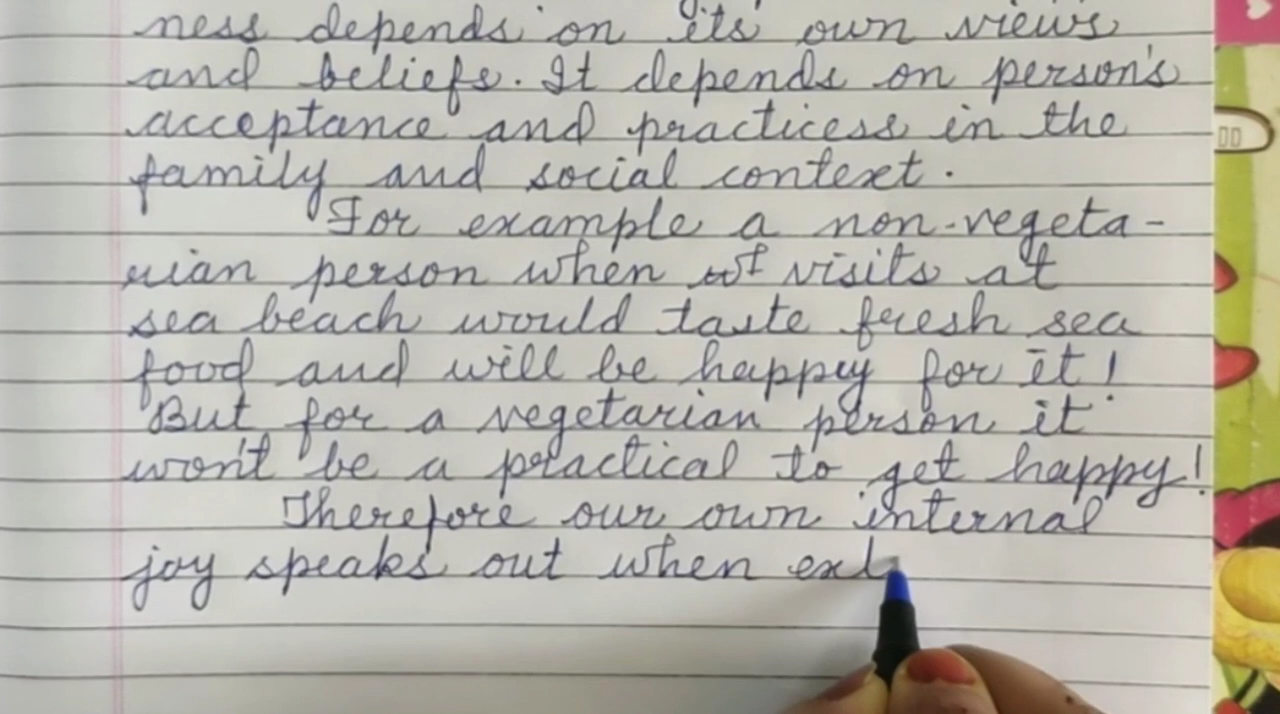 ness depends on its own views
and beliefs. It depends on person's
acceptance and practicess in the
family and social context.
For example a non-vegeta-
rian person when visits at
sea beach would taste fresh sea
food and will be happy for it!
But for a vegetarian person it
won't be a practical to get happy!
Therefore our own internal
joy speaks out when ext